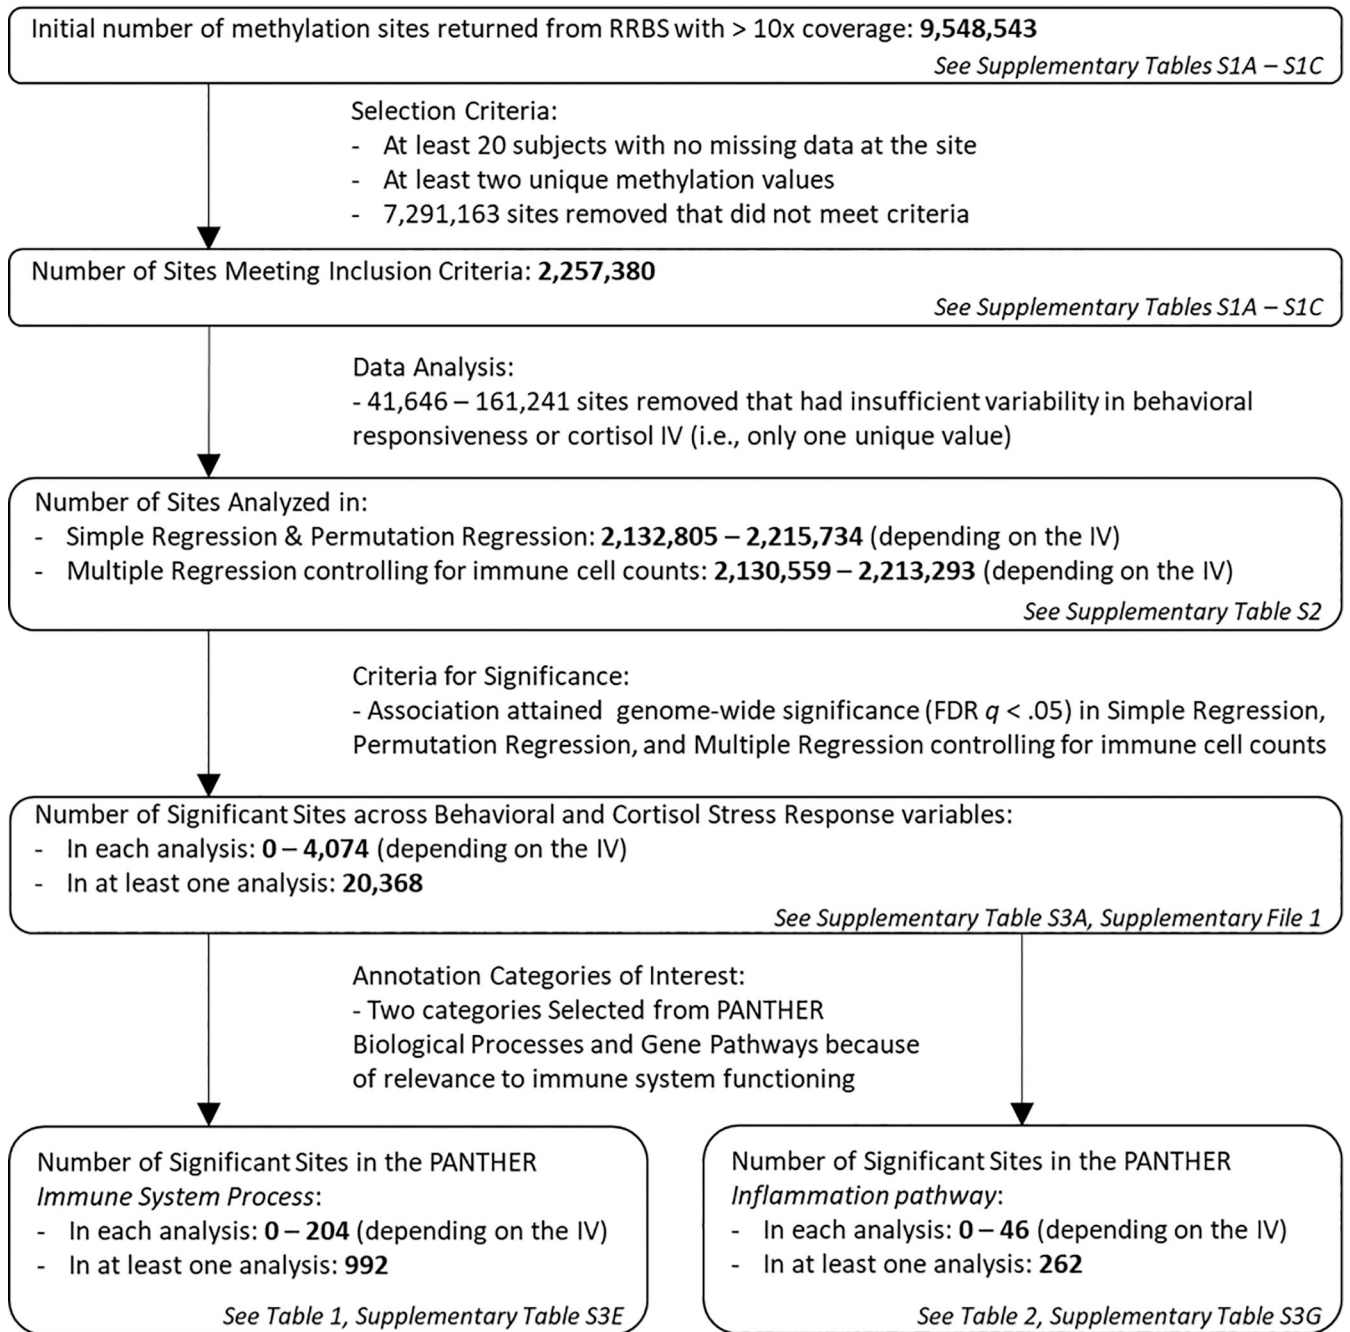 Initial number of methylation sites returned from RRBS with > 10x coverage: 9,548,543
See Supplementary Tables S1A – S1C
Selection Criteria:
- At least 20 subjects with no missing data at the site
- At least two unique methylation values
- 7,291,163 sites removed that did not meet criteria
Number of Sites Meeting Inclusion Criteria: 2,257,380
See Supplementary Tables S1A – S1C
Data Analysis:
- 41,646 – 161,241 sites removed that had insufficient variability in behavioral
responsiveness or cortisol IV (i.e., only one unique value)
Number of Sites Analyzed in:
- Simple Regression & Permutation Regression: 2,132,805 – 2,215,734 (depending on the IV)
- Multiple Regression controlling for immune cell counts: 2,130,559 – 2,213,293 (depending on the IV)
See Supplementary Table S2
Criteria for Significance:
- Association attained genome-wide significance (FDR q < .05) in Simple Regression,
Permutation Regression, and Multiple Regression controlling for immune cell counts
Number of Significant Sites across Behavioral and Cortisol Stress Response variables:
- In each analysis: 0 – 4,074 (depending on the IV)
- In at least one analysis: 20,368
See Supplementary Table S3A, Supplementary File 1
Annotation Categories of Interest:
- Two categories Selected from PANTHER
Biological Processes and Gene Pathways because
of relevance to immune system functioning
Number of Significant Sites in the PANTHER
Immune System Process:
- In each analysis: 0 – 204 (depending on the IV)
- In at least one analysis: 992
See Table 1, Supplementary Table S3E
Number of Significant Sites in the PANTHER
Inflammation pathway:
- In each analysis: 0 – 46 (depending on the IV)
- In at least one analysis: 262
See Table 2, Supplementary Table S3G